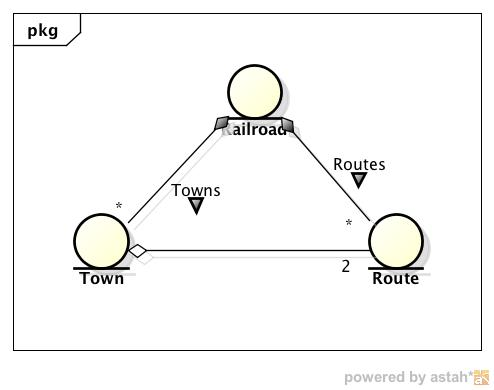 pkg
Railroad
Routes
Towns
*
*
2
Town
Route
powered by astah*